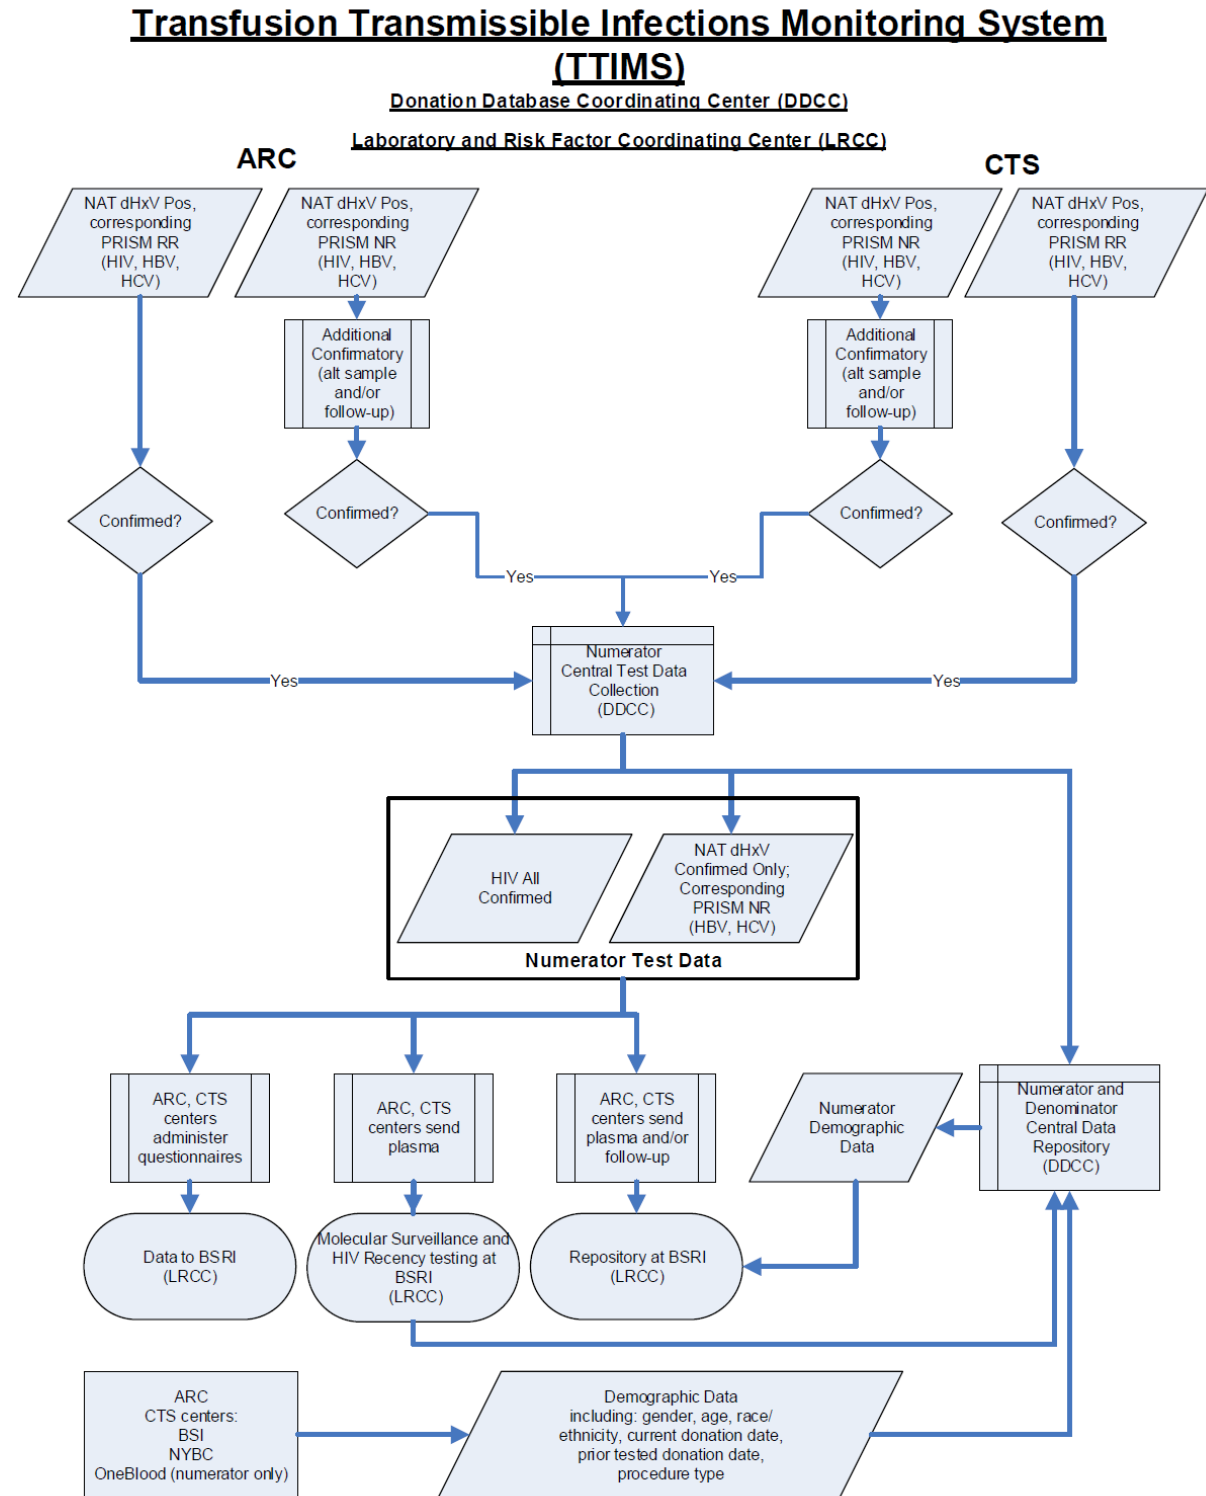 Transfusion Transmissible Infections Monitoring System
(TTIMS)
Donation Database Coordinating Center (DDCC)
Laboratory and Risk Factor Coordinating Center (LRCC)
ARC
CTS
NAT dHxV Pos,
corresponding
PRISM RR
(HIV, HBV,
HCV)
NAT dHxV Pos,
corresponding
PRISM NR
(HIV, HBV,
HCV)
NAT dHxV Pos,
corresponding
PRISM NR
(HIV, HBV,
HCV)
NAT dHxV Pos,
corresponding
PRISM RR
(HIV, HBV,
HCV)
Additional
Confirmatory
(alt sample
and/or
follow-up)
Additional
Confirmatory
(alt sample
and/or
follow-up)
Confirmed?
Confirmed?
Confirmed?
Confirmed?
Yes
Yes
Numerator
Central Test Data
Collection
(DDCC)
Yes
Yes
HIV All
Confirmed
NAT dHxV
Confirmed Only;
Corresponding
PRISM NR
(HBV, HCV)
Numerator Test Data
ARC, CTS
centers
administer
questionnaires
ARC, CTS
centers send
plasma
ARC, CTS
centers send
plasma and/or
follow-up
Numerator
Demographic
Data
Numerator and
Denominator
Central Data
Repository
(DDCC)
Data to BSRI
(LRCC)
Molecular Surveillance and
HIV Recency testing at
BSRI
(LRCC)
Repository at BSRI
(LRCC)
ARC
CTS centers:
BSI
NYBC
OneBlood (numerator only)
Demographic Data
including: gender, age, race/
ethnicity, current donation date,
prior tested donation date,
procedure type